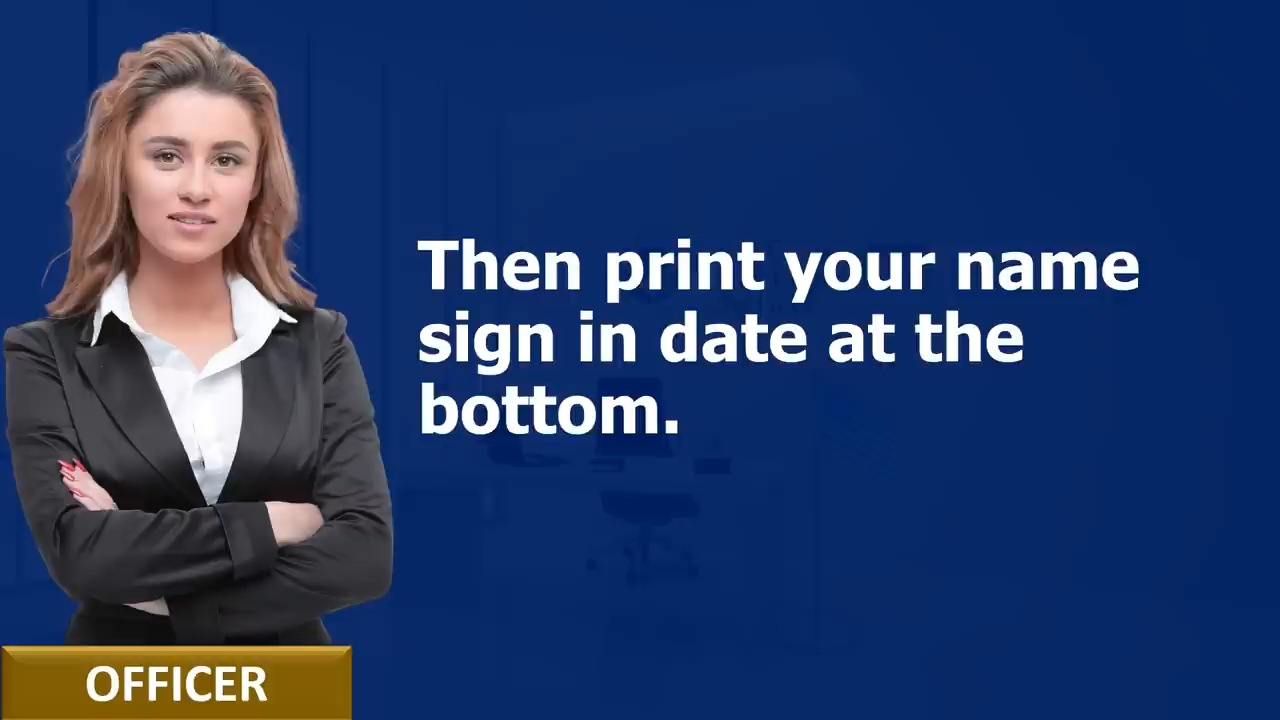 Then print your name
sign in date at the
bottom.
OFFICER